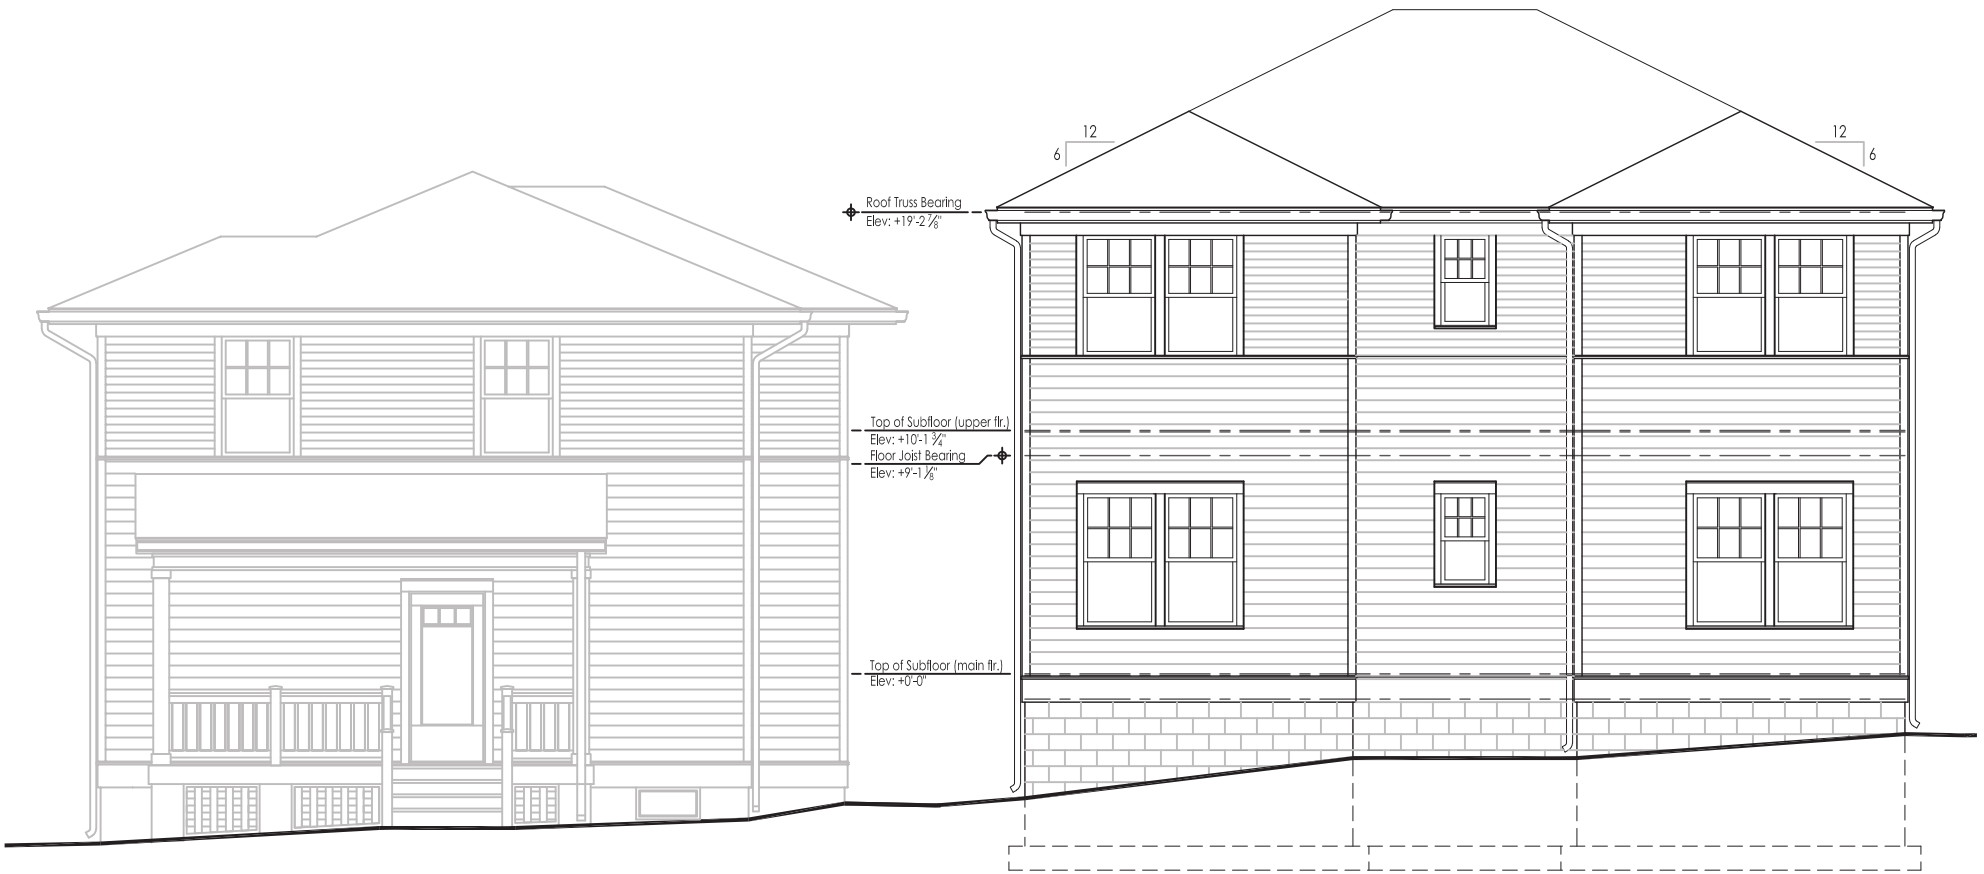 12
6
12
6
Roof Truss Bearing
Elev: +19'-2 7/8"
Top of Subfloor (upper flr.)
Elev: +10'-1 3/4"
Floor Joist Bearing
Elev: +9'-1 1/8"
Top of Subfloor (main flr.)
Elev: +0'-0"